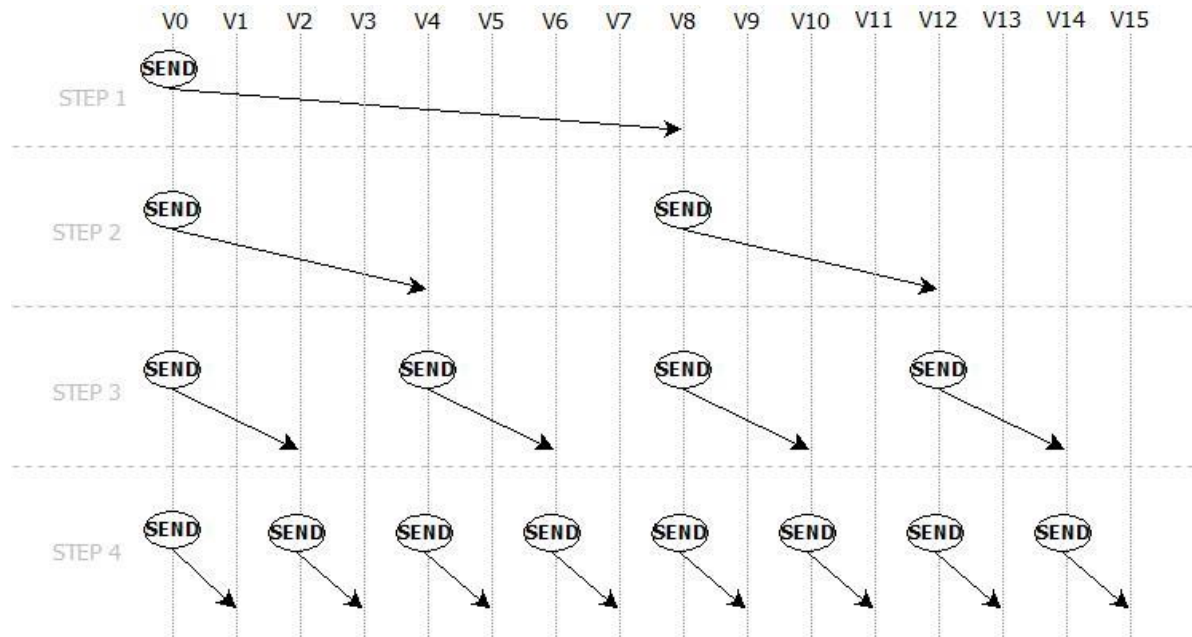 V0 V1 V2 V3 V4 V5 V6 V7 V8 V9 V10 V11 V12 V13 V14 V15
SEND
STEP 1
SEND SEND
STEP 2
SEND SEND SEND SEND
STEP 3
SEND SEND SEND SEND SEND SEND SEND SEND
STEP 4